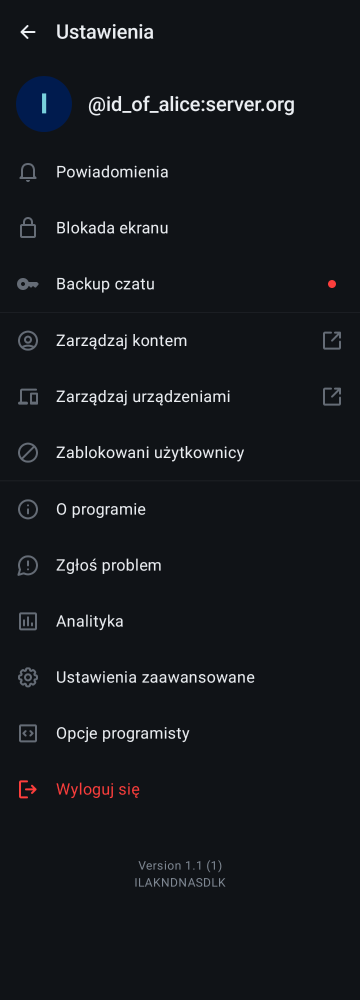 Ustawienia
I
@id_of_alice:server.org
Powiadomienia
Blokada ekranu
Backup czatu
Zarządzaj kontem
Zarządzaj urządzeniami
Zablokowani użytkownicy
O programie
Zgłoś problem
Analityka
Ustawienia zaawansowane
Opcje programisty
Wyloguj się
Version 1.1 (1)
ILAKNDNASDLK